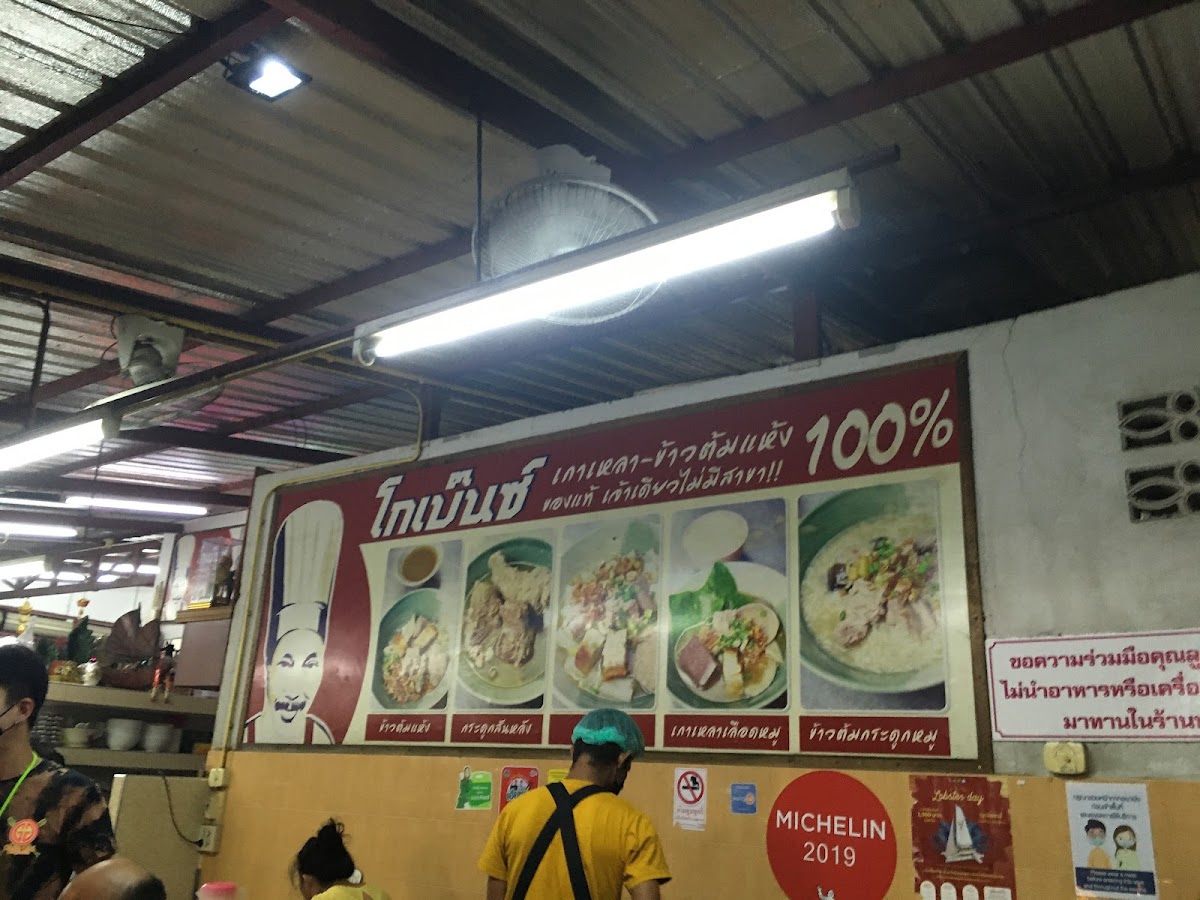 โกเบ๊นซ์
เกาเหลา-ข้าวต้มแห้ง
ของแท้ เจ้าเดียวไม่มีสาขา!!
100%
ข้าวต้มแห้ง
กระดูกสันหลัง
เกาเหลาเลือดหมู
ข้าวต้มกระดูกหมู
ขอความร่วมมือคุณลู
ไม่นำอาหารหรือเครื่อ
มาทานในร้าน
MICHELIN
2019
Lobster day
Please wear a mask